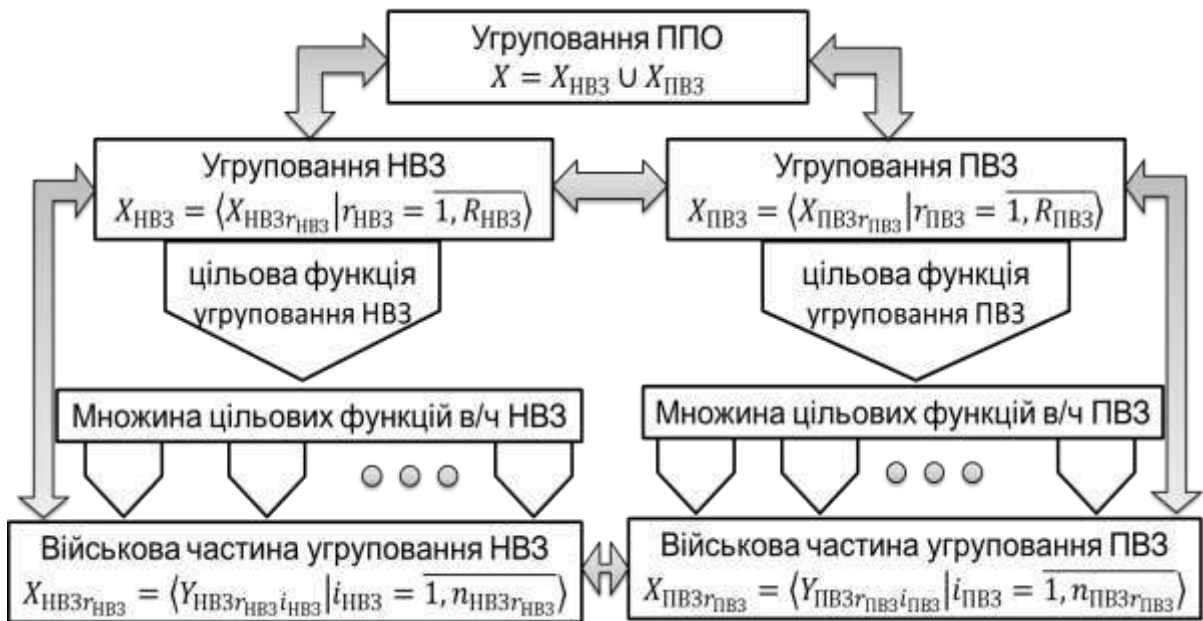 Угруповання ППО
X = X_НВЗ ∪ X_ПВЗ
Угруповання НВЗ
X_НВЗ = ⟨X_НВЗr_НВЗ|r_НВЗ = 1, R_НВЗ⟩
Угруповання ПВЗ
X_ПВЗ = ⟨X_ПВЗr_ПВЗ|r_ПВЗ = 1, R_ПВЗ⟩
цільова функція
угруповання НВЗ
цільова функція
угруповання ПВЗ
Множина цільових функцій в/ч НВЗ
Множина цільових функцій в/ч ПВЗ
Військова частина угруповання НВЗ
X_НВЗr_НВЗ = ⟨Y_НВЗr_НВЗi_НВЗ|i_НВЗ = 1, n_НВЗr_НВЗ⟩
Військова частина угруповання ПВЗ
X_ПВЗr_ПВЗ = ⟨Y_ПВЗr_ПВЗi_ПВЗ|i_ПВЗ = 1, n_ПВЗr_ПВЗ⟩